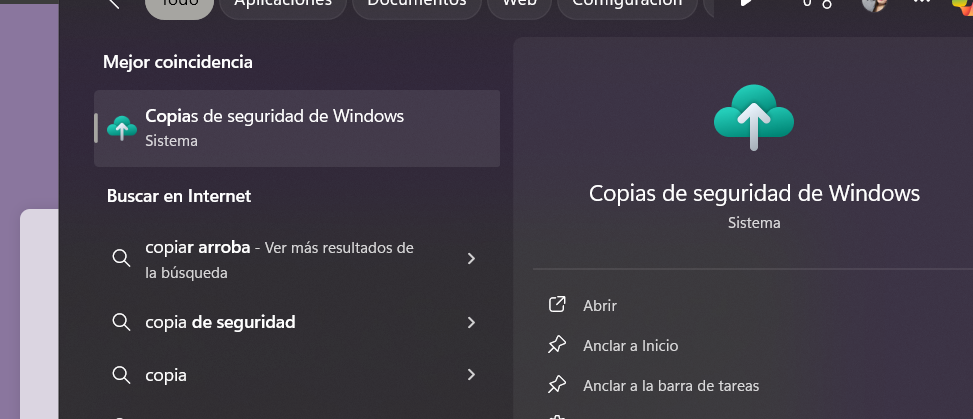 Todo Aplicaciones Documentos Web Configuración
Mejor coincidencia
Copias de seguridad de Windows
Sistema
Buscar en Internet
copiar arroba - Ver más resultados de
la búsqueda
copia de seguridad
copia
Copias de seguridad de Windows
Sistema
Abrir
Anclar a Inicio
Anclar a la barra de tareas